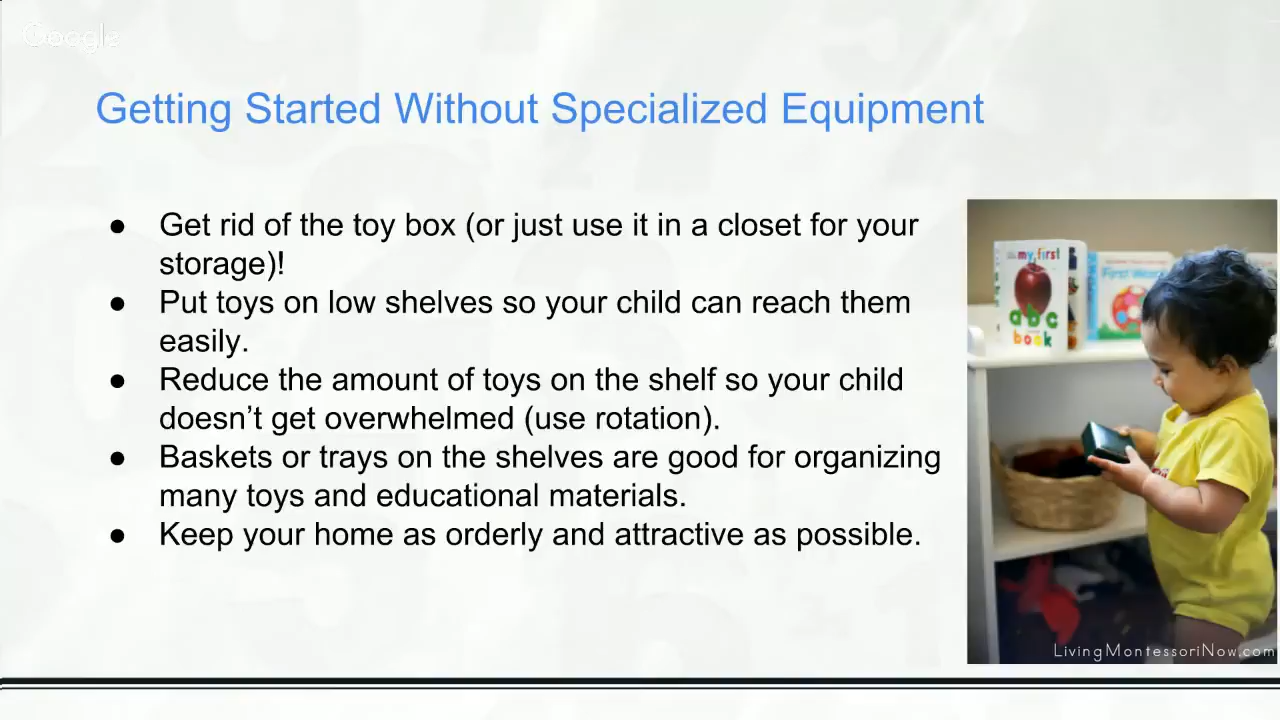 Google
Getting Started Without Specialized Equipment
● Get rid of the toy box (or just use it in a closet for your
storage)!
● Put toys on low shelves so your child can reach them
easily.
● Reduce the amount of toys on the shelf so your child
doesn't get overwhelmed (use rotation).
● Baskets or trays on the shelves are good for organizing
many toys and educational materials.
● Keep your home as orderly and attractive as possible.
my first
abc
book
First Words
LivingMontessoriNow.com